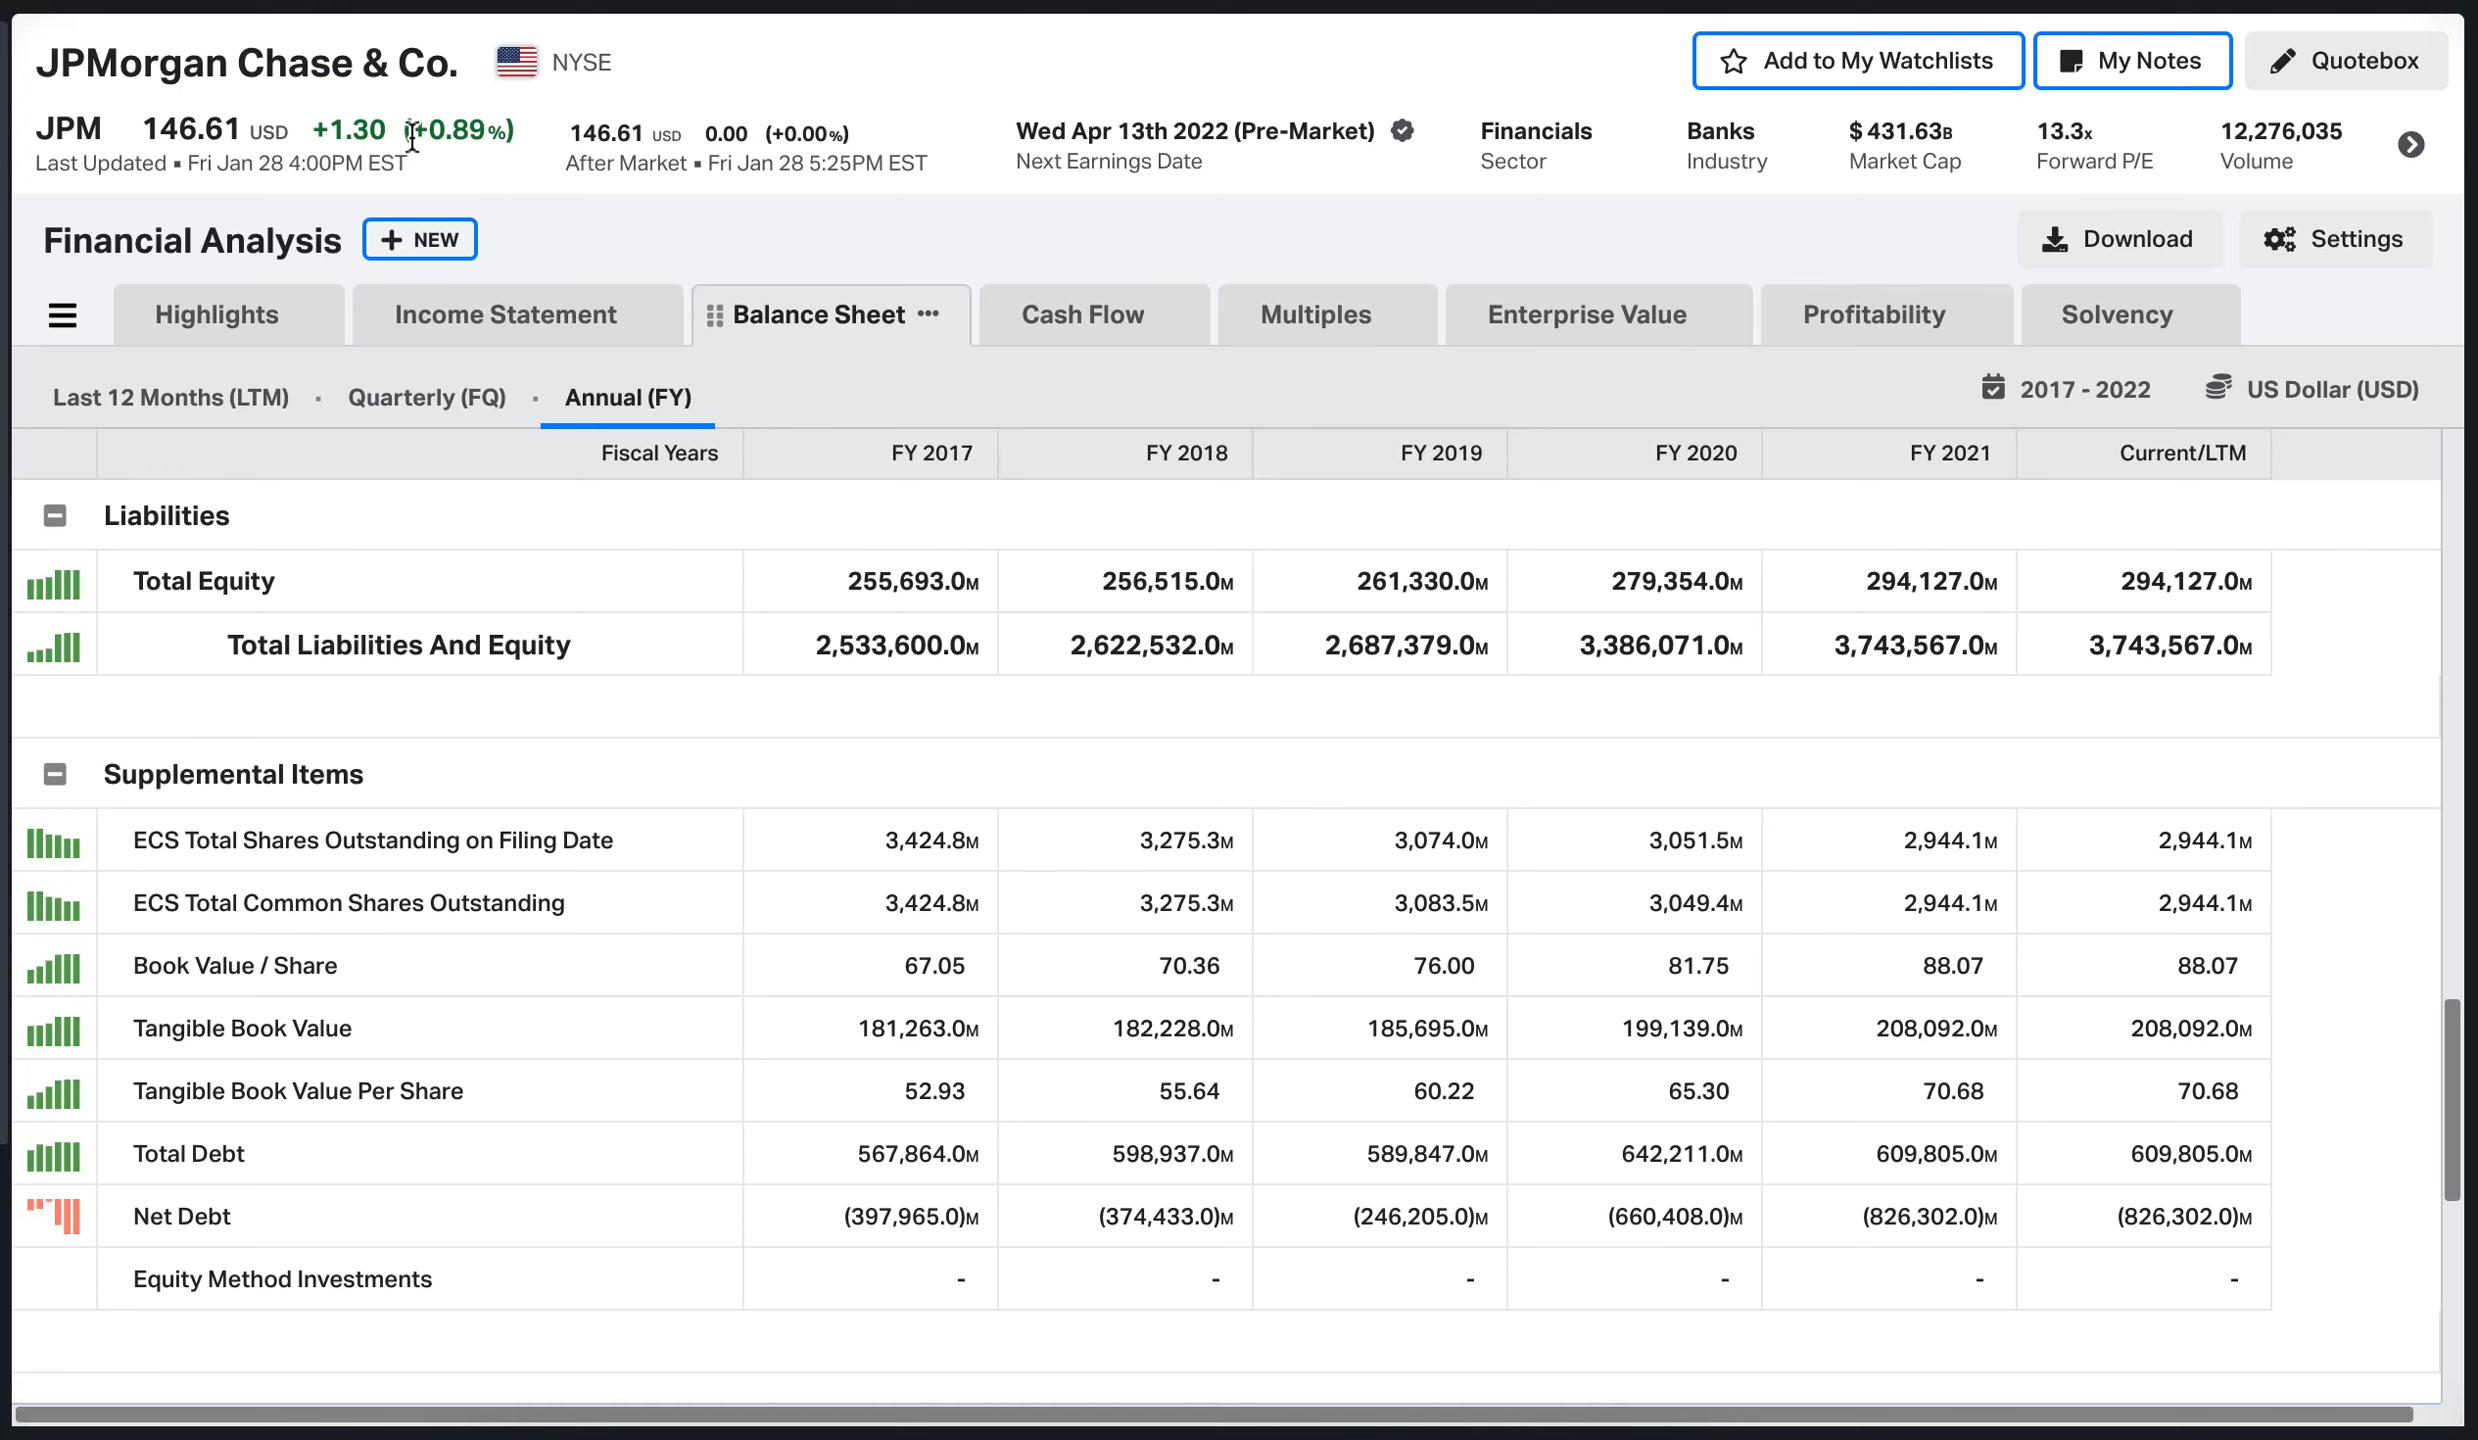 JPMorgan Chase & Co. NYSE Add to My Watchlists My Notes Quotebox
JPM 146.61 USD +1.30 (+0.89%) 146.61 USD 0.00 (+0.00%) Wed Apr 13th 2022 (Pre-Market) Financials Banks $ 431.63B 13.3x 12,276,035
Last Updated ▪ Fri Jan 28 4:00PM EST After Market ▪ Fri Jan 28 5:25PM EST Next Earnings Date Sector Industry Market Cap Forward P/E Volume
Financial Analysis + NEW Download Settings
Highlights Income Statement Balance Sheet ••• Cash Flow Multiples Enterprise Value Profitability Solvency
Last 12 Months (LTM) · Quarterly (FQ) · Annual (FY) 2017 - 2022 US Dollar (USD)
Fiscal Years FY 2017 FY 2018 FY 2019 FY 2020 FY 2021 Current/LTM
Liabilities
Total Equity 255,693.0M 256,515.0M 261,330.0M 279,354.0M 294,127.0M 294,127.0M
Total Liabilities And Equity 2,533,600.0M 2,622,532.0M 2,687,379.0M 3,386,071.0M 3,743,567.0M 3,743,567.0M
Supplemental Items
ECS Total Shares Outstanding on Filing Date 3,424.8M 3,275.3M 3,074.0M 3,051.5M 2,944.1M 2,944.1M
ECS Total Common Shares Outstanding 3,424.8M 3,275.3M 3,083.5M 3,049.4M 2,944.1M 2,944.1M
Book Value / Share 67.05 70.36 76.00 81.75 88.07 88.07
Tangible Book Value 181,263.0M 182,228.0M 185,695.0M 199,139.0M 208,092.0M 208,092.0M
Tangible Book Value Per Share 52.93 55.64 60.22 65.30 70.68 70.68
Total Debt 567,864.0M 598,937.0M 589,847.0M 642,211.0M 609,805.0M 609,805.0M
Net Debt (397,965.0)M (374,433.0)M (246,205.0)M (660,408.0)M (826,302.0)M (826,302.0)M
Equity Method Investments - - - - - -